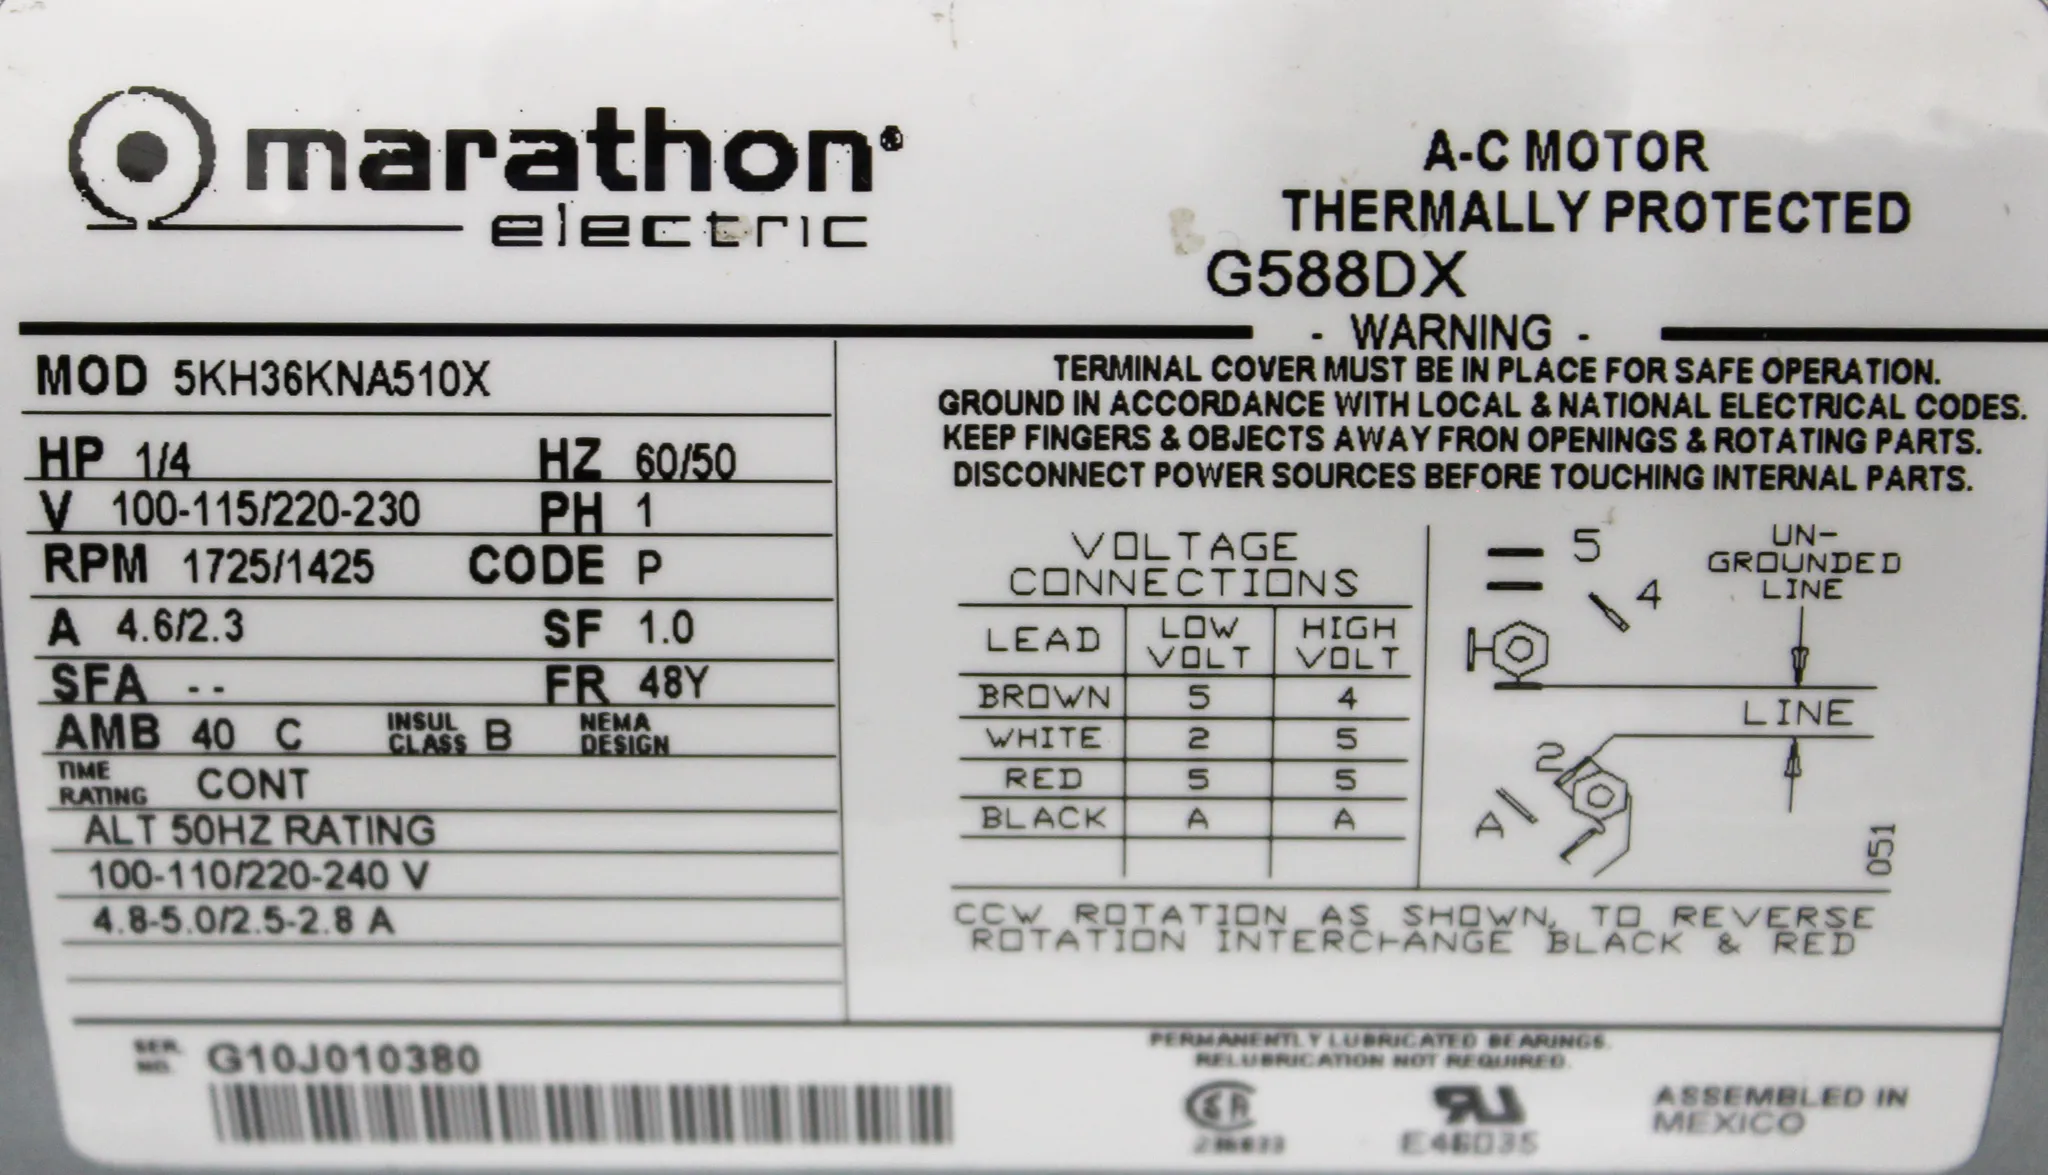 marathon®
electric
A-C MOTOR
THERMALLY PROTECTED
G588DX
- WARNING -
TERMINAL COVER MUST BE IN PLACE FOR SAFE OPERATION.
GROUND IN ACCORDANCE WITH LOCAL & NATIONAL ELECTRICAL CODES.
KEEP FINGERS & OBJECTS AWAY FRON OPENINGS & ROTATING PARTS.
DISCONNECT POWER SOURCES BEFORE TOUCHING INTERNAL PARTS.
MOD 5KH36KNA510X
HP 1/4 HZ 60/50
V 100-115/220-230 PH 1
RPM 1725/1425 CODE P
A 4.6/2.3 SF 1.0
SFA -- FR 48Y
AMB 40 C INSUL CLASS B NEMA DESIGN
TIME RATING CONT
ALT 50HZ RATING
100-110/220-240 V
4.8-5.0/2.5-2.8 A
VOLTAGE
CONNECTIONS
LEAD LOW VOLT HIGH VOLT
BROWN 5 4
WHITE 2 5
RED 5 5
BLACK A A
5
4
UN-
GROUNDED
LINE
LINE
2
A
051
CCW ROTATION AS SHOWN, TO REVERSE
ROTATION INTERCHANGE BLACK & RED
SER. NO. G10J010380
PERMANENTLY LUBRICATED BEARINGS.
RELUBRICATION NOT REQUIRED.
E46035
ASSEMBLED IN
MEXICO